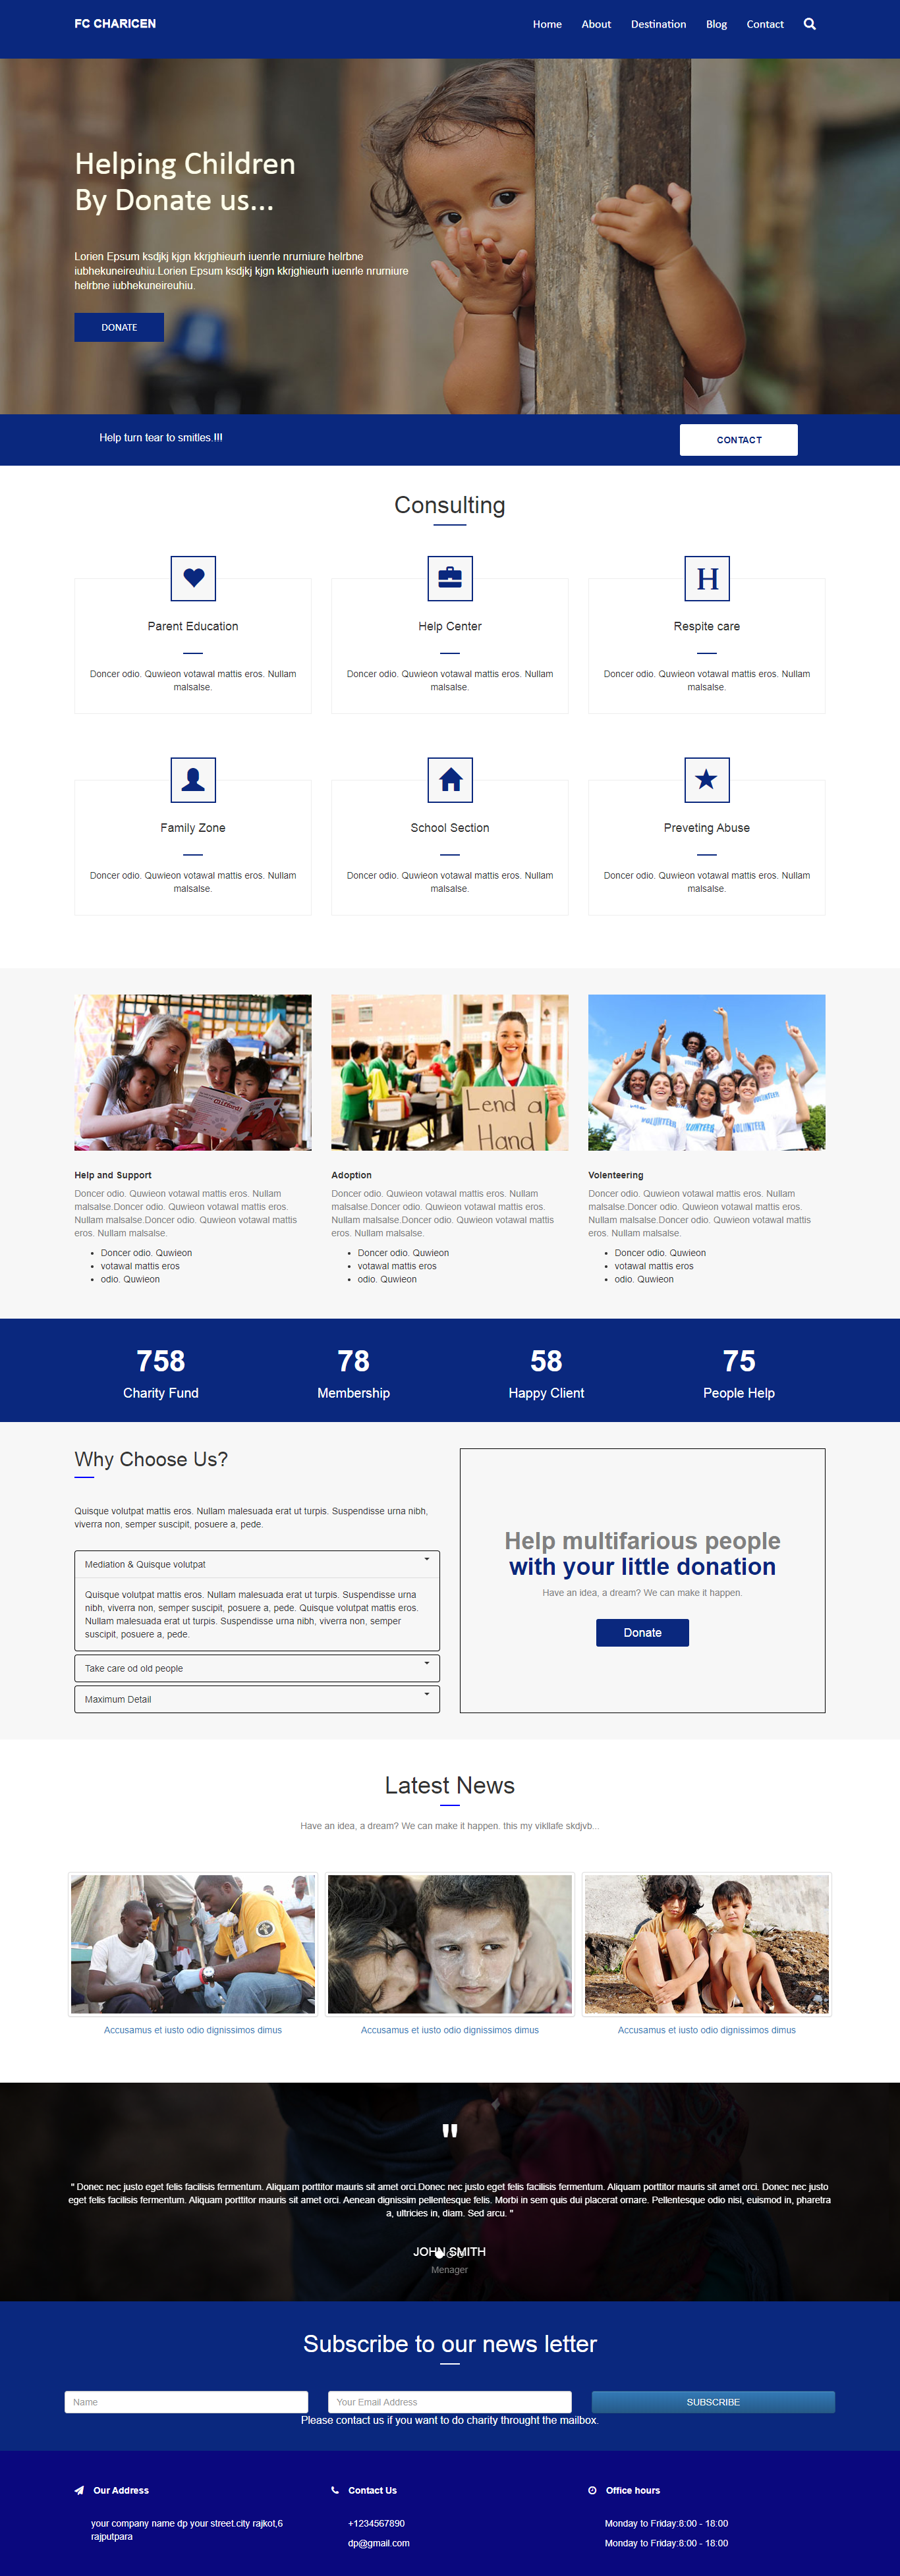 FC CHARICEN
Home About Destination Blog Contact
Helping Children
By Donate us...
Lorien Epsum ksdjkj kjgn kkrjghieurh iuenrle nrurniure helrbne
iubhekuneireuhiu.Lorien Epsum ksdjkj kjgn kkrjghieurh iuenrle nrurniure
helrbne iubhekuneireuhiu.
DONATE
Help turn tear to smitles.!!!
CONTACT
Consulting
H
Parent Education
Help Center
Respite care
Doncer odio. Quwieon votawal mattis eros. Nullam
malsalse.
Doncer odio. Quwieon votawal mattis eros. Nullam
malsalse.
Doncer odio. Quwieon votawal mattis eros. Nullam
malsalse.
Family Zone
School Section
Preveting Abuse
Doncer odio. Quwieon votawal mattis eros. Nullam
malsalse.
Doncer odio. Quwieon votawal mattis eros. Nullam
malsalse.
Doncer odio. Quwieon votawal mattis eros. Nullam
malsalse.
Lend a
Hand
VOLUNTEER
Help and Support
Doncer odio. Quwieon votawal mattis eros. Nullam
malsalse.Doncer odio. Quwieon votawal mattis eros.
Nullam malsalse.Doncer odio. Quwieon votawal mattis
eros. Nullam malsalse.
• Doncer odio. Quwieon
• votawal mattis eros
• odio. Quwieon
Adoption
Doncer odio. Quwieon votawal mattis eros. Nullam
malsalse.Doncer odio. Quwieon votawal mattis eros.
Nullam malsalse.Doncer odio. Quwieon votawal mattis
eros. Nullam malsalse.
• Doncer odio. Quwieon
• votawal mattis eros
• odio. Quwieon
Volenteering
Doncer odio. Quwieon votawal mattis eros. Nullam
malsalse.Doncer odio. Quwieon votawal mattis eros.
Nullam malsalse.Doncer odio. Quwieon votawal mattis
eros. Nullam malsalse.
• Doncer odio. Quwieon
• votawal mattis eros
• odio. Quwieon
758
Charity Fund
78
Membership
58
Happy Client
75
People Help
Why Choose Us?
Quisque volutpat mattis eros. Nullam malesuada erat ut turpis. Suspendisse urna nibh,
viverra non, semper suscipit, posuere a, pede.
Mediation & Quisque volutpat
Quisque volutpat mattis eros. Nullam malesuada erat ut turpis. Suspendisse urna
nibh, viverra non, semper suscipit, posuere a, pede. Quisque volutpat mattis eros.
Nullam malesuada erat ut turpis. Suspendisse urna nibh, viverra non, semper
suscipit, posuere a, pede.
Take care od old people
Maximum Detail
Help multifarious people
with your little donation
Have an idea, a dream? We can make it happen.
Donate
Latest News
Have an idea, a dream? We can make it happen. this my vikllafe skdjvb...
Accusamus et iusto odio dignissimos dimus
Accusamus et iusto odio dignissimos dimus
Accusamus et iusto odio dignissimos dimus
"
" Donec nec justo eget felis facilisis fermentum. Aliquam porttitor mauris sit amet orci.Donec nec justo eget felis facilisis fermentum. Aliquam porttitor mauris sit amet orci. Donec nec justo
eget felis facilisis fermentum. Aliquam porttitor mauris sit amet orci. Aenean dignissim pellentesque felis. Morbi in sem quis dui placerat ornare. Pellentesque odio nisi, euismod in, pharetra
a, ultricies in, diam. Sed arcu. "
JOHN SMITH
Menager
Subscribe to our news letter
Name
Your Email Address
SUBSCRIBE
Please contact us if you want to do charity throught the mailbox.
Our Address
your company name dp your street.city rajkot,6
rajputpara
Contact Us
+1234567890
dp@gmail.com
Office hours
Monday to Friday:8:00 - 18:00
Monday to Friday:8:00 - 18:00